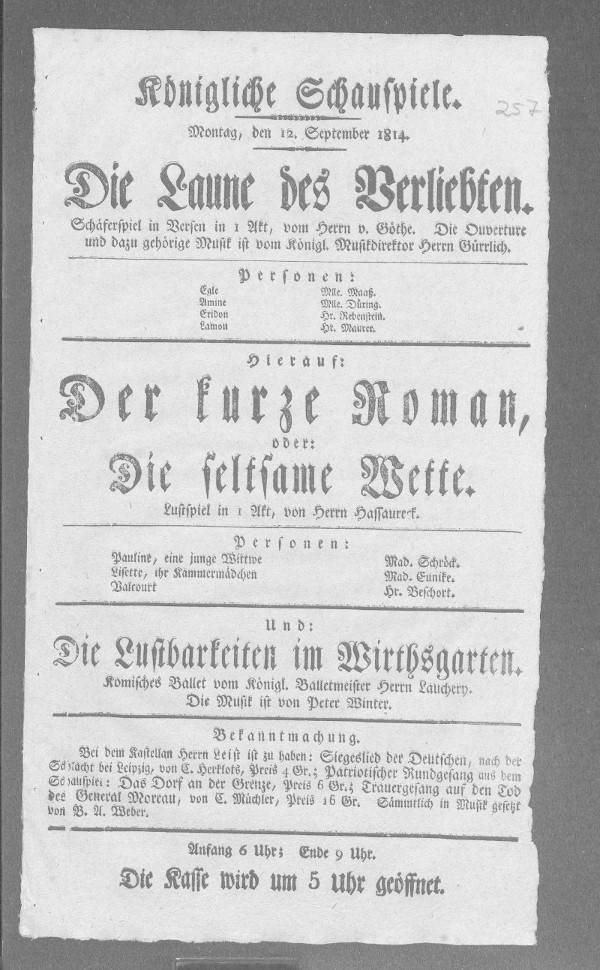 Königliche Schauspiele.
257
Montag, den 12. September 1814.
Die Laune des Verliebten.
Schäferspiel in Versen in 1 Akt, vom Herrn v. Göthe. Die Ouverture
und dazu gehörige Musik ist vom Königl. Musikdirektor Herrn Gürrlich.
Personen:
Egle Mlle. Maaß.
Amine Mlle. Düring.
Eridon Hr. Rebenstein.
Lamon Hr. Maurer.
Hierauf:
Der kurze Roman,
oder:
Die seltsame Wette.
Lustspiel in 1 Akt, von Herrn Hassaureck.
Personen:
Pauline, eine junge Wittwe Mad. Schröck.
Lisette, ihr Kammermädchen Mad. Eunike.
Valcourt Hr. Beschort.
Und:
Die Lustbarkeiten im Wirthsgarten.
Komisches Ballet vom Königl. Balletmeister Herrn Lauchery.
Die Musik ist von Peter Winter.
Bekanntmachung.
Bei dem Kastellan Herrn Leist ist zu haben: Siegeslied der Deutschen, nach der
Schlacht bei Leipzig, von C. Herklots, Preis 4 Gr.; Patriotischer Rundgesang aus dem
Schauspiel: Das Dorf an der Grenze, Preis 6 Gr.; Trauergesang auf den Tod
des General Moreau, von C. Müchler, Preis 16 Gr. Sämmtlich in Musik gesetzt
von B. A. Weber.
Anfang 6 Uhr; Ende 9 Uhr.
Die Kasse wird um 5 Uhr geöffnet.